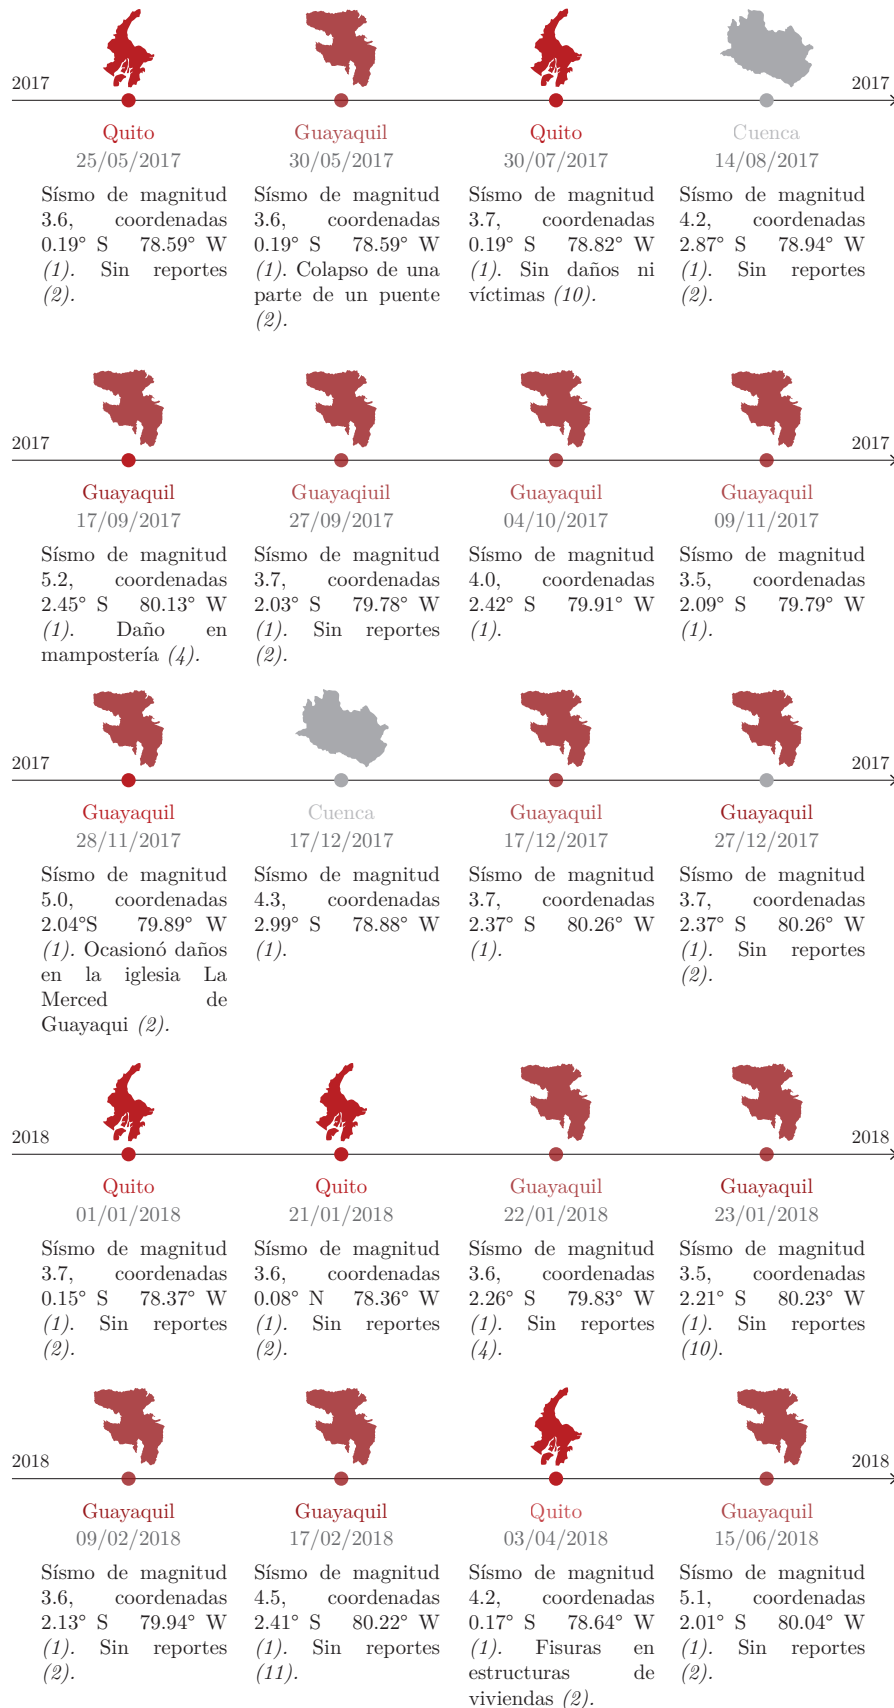 2017
2017
Quito
25/05/2017
Sísmo de magnitud
3.6, coordenadas
0.19° S 78.59° W
(1). Sin reportes
(2).
Guayaquil
30/05/2017
Sísmo de magnitud
3.6, coordenadas
0.19° S 78.59° W
(1). Colapso de una
parte de un puente
(2).
Quito
30/07/2017
Sísmo de magnitud
3.7, coordenadas
0.19° S 78.82° W
(1). Sin daños ni
víctimas (10).
Cuenca
14/08/2017
Sísmo de magnitud
4.2, coordenadas
2.87° S 78.94° W
(1). Sin reportes
(2).
2017
2017
Guayaquil
17/09/2017
Sísmo de magnitud
5.2, coordenadas
2.45° S 80.13° W
(1). Daño en
mampostería (4).
Guayaqiuil
27/09/2017
Sísmo de magnitud
3.7, coordenadas
2.03° S 79.78° W
(1). Sin reportes
(2).
Guayaquil
04/10/2017
Sísmo de magnitud
4.0, coordenadas
2.42° S 79.91° W
(1).
Guayaquil
09/11/2017
Sísmo de magnitud
3.5, coordenadas
2.09° S 79.79° W
(1).
2017
2017
Guayaquil
28/11/2017
Sísmo de magnitud
5.0, coordenadas
2.04°S 79.89° W
(1). Ocasionó daños
en la iglesia La
Merced de
Guayaqui (2).
Cuenca
17/12/2017
Sísmo de magnitud
4.3, coordenadas
2.99° S 78.88° W
(1).
Guayaquil
17/12/2017
Sísmo de magnitud
3.7, coordenadas
2.37° S 80.26° W
(1).
Guayaquil
27/12/2017
Sísmo de magnitud
3.7, coordenadas
2.37° S 80.26° W
(1). Sin reportes
(2).
2018
2018
Quito
01/01/2018
Sísmo de magnitud
3.7, coordenadas
0.15° S 78.37° W
(1). Sin reportes
(2).
Quito
21/01/2018
Sísmo de magnitud
3.6, coordenadas
0.08° N 78.36° W
(1). Sin reportes
(2).
Guayaquil
22/01/2018
Sísmo de magnitud
3.6, coordenadas
2.26° S 79.83° W
(1). Sin reportes
(4).
Guayaquil
23/01/2018
Sísmo de magnitud
3.5, coordenadas
2.21° S 80.23° W
(1). Sin reportes
(10).
2018
2018
Guayaquil
09/02/2018
Sísmo de magnitud
3.6, coordenadas
2.13° S 79.94° W
(1). Sin reportes
(2).
Guayaquil
17/02/2018
Sísmo de magnitud
4.5, coordenadas
2.41° S 80.22° W
(1). Sin reportes
(11).
Quito
03/04/2018
Sísmo de magnitud
4.2, coordenadas
0.17° S 78.64° W
(1). Fisuras en
estructuras de
viviendas (2).
Guayaquil
15/06/2018
Sísmo de magnitud
5.1, coordenadas
2.01° S 80.04° W
(1). Sin reportes
(2).